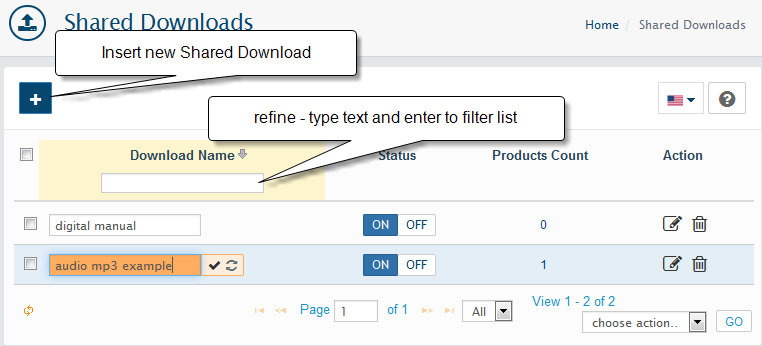 Shared Downloads
Home / Shared Downloads
Insert new Shared Download
refine - type text and enter to filter list
Download Name Status Products Count Action
digital manual ON OFF 0
audio mp3 example ON OFF 1
Page 1 of 1 All View 1 - 2 of 2
choose action.. GO